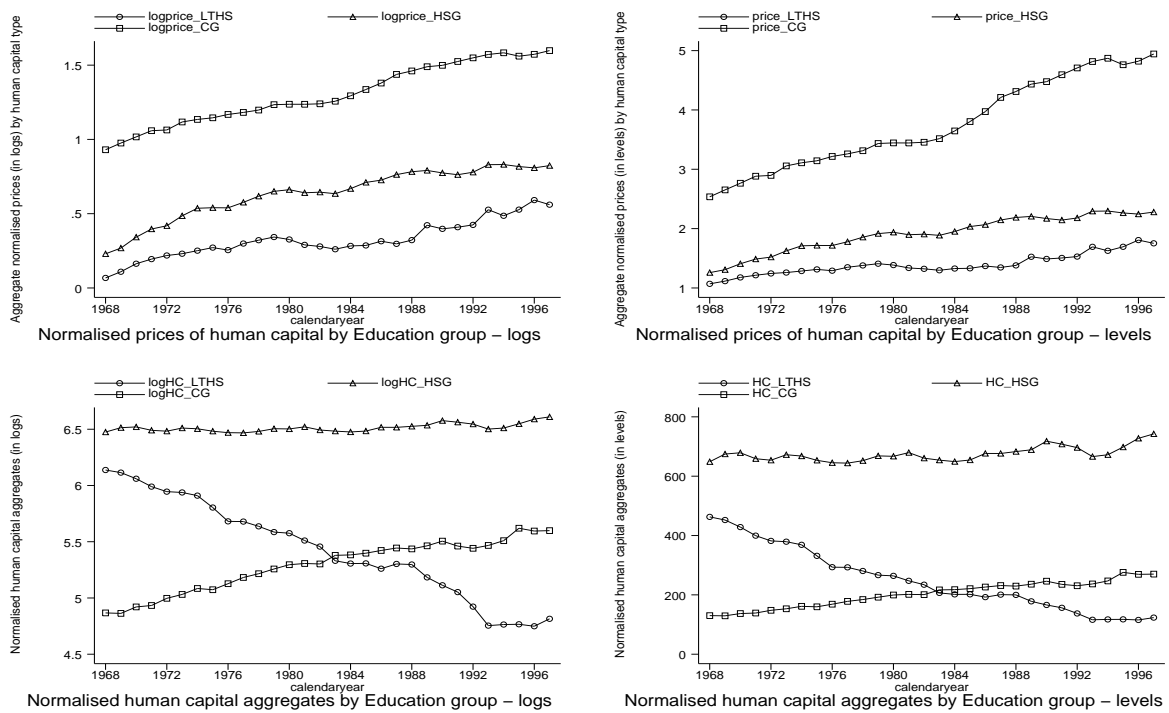 logprice_LTHS logprice_HSG
logprice_CG
Aggregate normalised prices (in logs) by human capital type
1.5
1
.5
0
1968 1972 1976 1980 1984 1988 1992 1996
calendaryear
Normalised prices of human capital by Education group – logs
price_LTHS price_HSG
price_CG
Aggregate normalised prices (in levels) by human capital type
5
4
3
2
1
1968 1972 1976 1980 1984 1988 1992 1996
calendaryear
Normalised prices of human capital by Education group – levels
logHC_LTHS logHC_HSG
logHC_CG
Normalised human capital aggregates (in logs)
6.5
6
5.5
5
4.5
1968 1972 1976 1980 1984 1988 1992 1996
calendaryear
Normalised human capital aggregates by Education group – logs
HC_LTHS HC_HSG
HC_CG
Normalised human capital aggregates (in levels)
800
600
400
200
0
1968 1972 1976 1980 1984 1988 1992 1996
calendaryear
Normalised human capital aggregates by Education group – levels